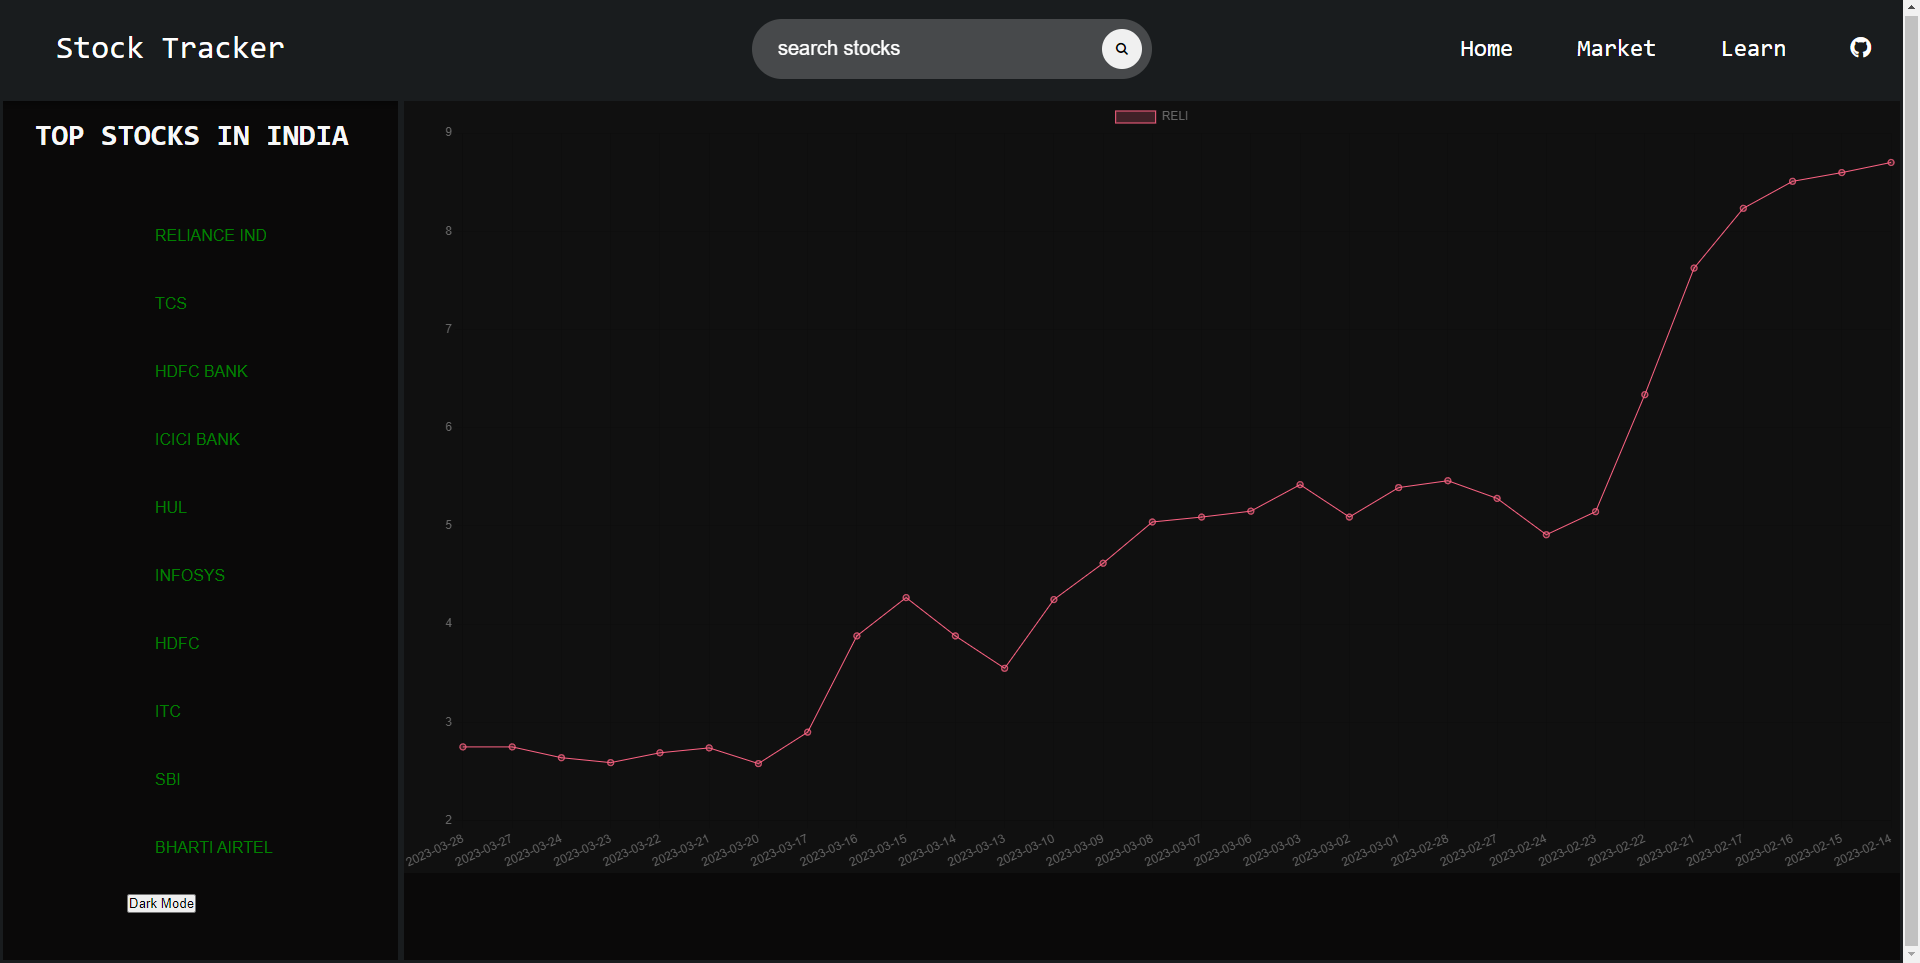 Stock Tracker
search stocks
Home Market Learn
TOP STOCKS IN INDIA
RELIANCE IND
TCS
HDFC BANK
ICICI BANK
HUL
INFOSYS
HDFC
ITC
SBI
BHARTI AIRTEL
Dark Mode
RELI
9
8
7
6
5
4
3
2
2023-03-28 2023-03-27 2023-03-24 2023-03-23 2023-03-22 2023-03-21 2023-03-20 2023-03-17 2023-03-16 2023-03-15 2023-03-14 2023-03-13 2023-03-10 2023-03-09 2023-03-08 2023-03-07 2023-03-06 2023-03-03 2023-03-02 2023-03-01 2023-02-28 2023-02-27 2023-02-24 2023-02-23 2023-02-22 2023-02-21 2023-02-17 2023-02-16 2023-02-15 2023-02-14